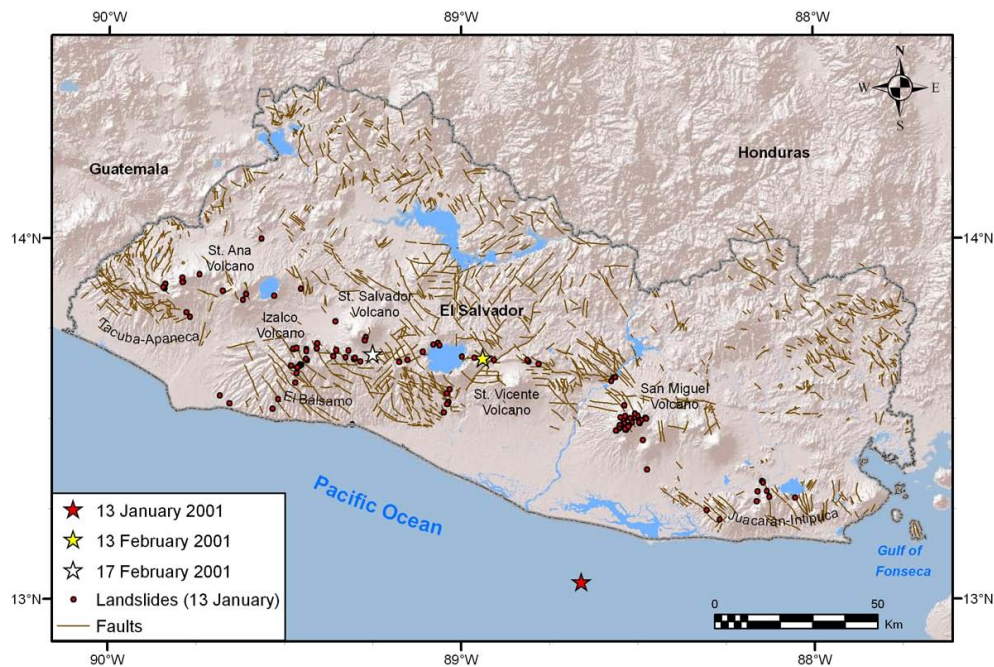 90°W
89°W
88°W
N
W
E
S
Guatemala
Honduras
14°N
14°N
St. Ana
Volcano
St. Salvador
Volcano
El Salvador
Izalco
Volcano
Tacuba-Apaneca
El Bálsamo
St. Vicente
Volcano
San Miguel
Volcano
Jucarán-Intipuca
Pacific Ocean
Gulf of
Fonseca
13 January 2001
13 February 2001
17 February 2001
Landslides (13 January)
Faults
13°N
13°N
0
50
Km
90°W
89°W
88°W